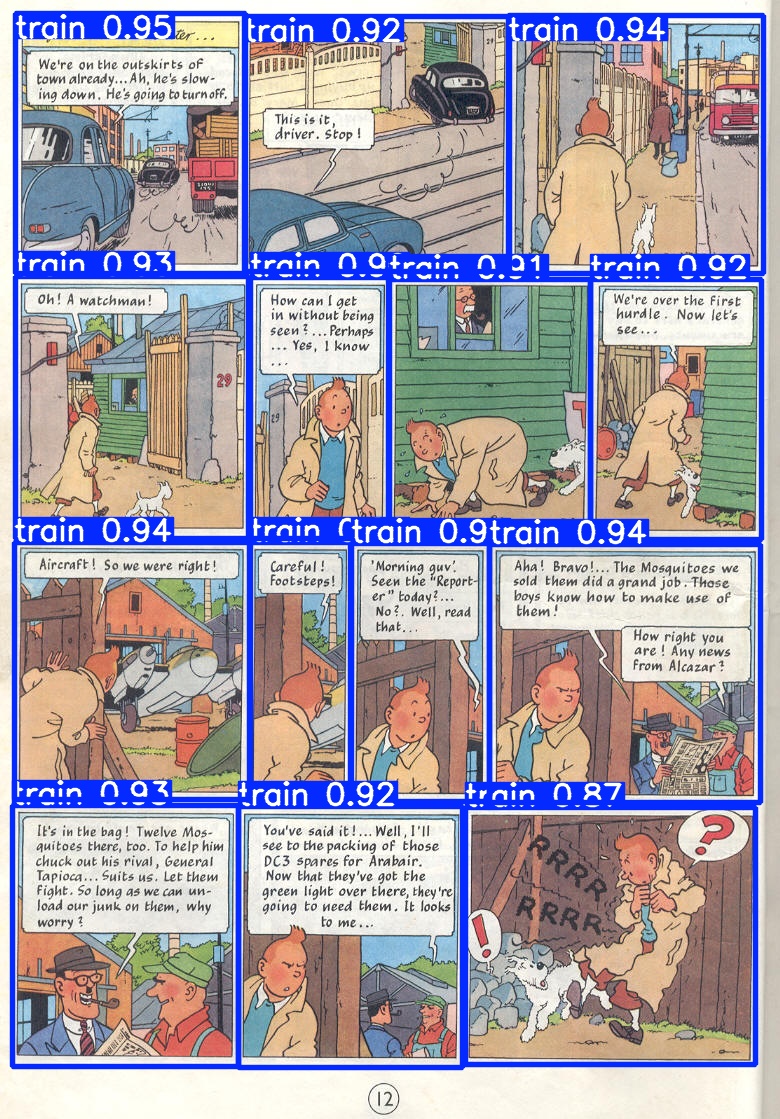 train 0.95
train 0.92
train 0.94
We're on the outskirts of
town already... Ah, he's slow-
ing down. He's going to turn off.
This is it,
driver. Stop!
29
train 0.93
train 0.9
train 0.91
train 0.92
Oh! A watchman!
29
How can I get
in without being
seen?... Perhaps
... Yes, I know
...
29
We're over the first
hurdle. Now let's
see...
train 0.94
train
train 0.9
train 0.94
Aircraft! So we were right!
Careful!
Footsteps!
'Morning guv'.
Seen the "Report-
er" today?...
No?. Well, read
that...
Aha! Bravo!... The Mosquitoes we
sold them did a grand job. Those
boys know how to make use of
them!
How right you
are! Any news
from Alcazar?
train 0.93
train 0.92
train 0.87
It's in the bag! Twelve Mos-
quitoes there, too. To help him
chuck out his rival, General
Tapioca... Suits us. Let them
fight. So long as we can un-
load our junk on them, why
worry?
You've said it!... Well, I'll
see to the packing of those
DC3 spares for Arabair.
Now that they've got the
green light over there, they're
going to need them. It looks
to me...
RRRR
RRRR
?
!
12